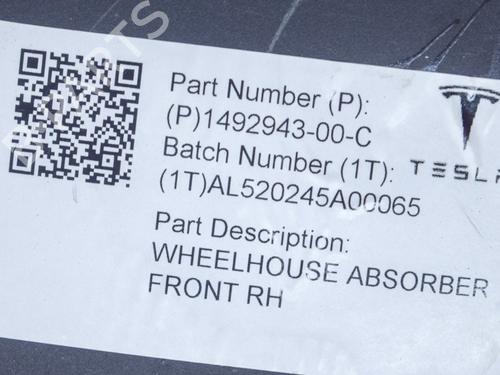 Part Number (P):
(P)1492943-00-C
Batch Number (1T):
TESLA
(1T)AL520245A00065
Part Description:
WHEELHOUSE ABSORBER
FRONT RH